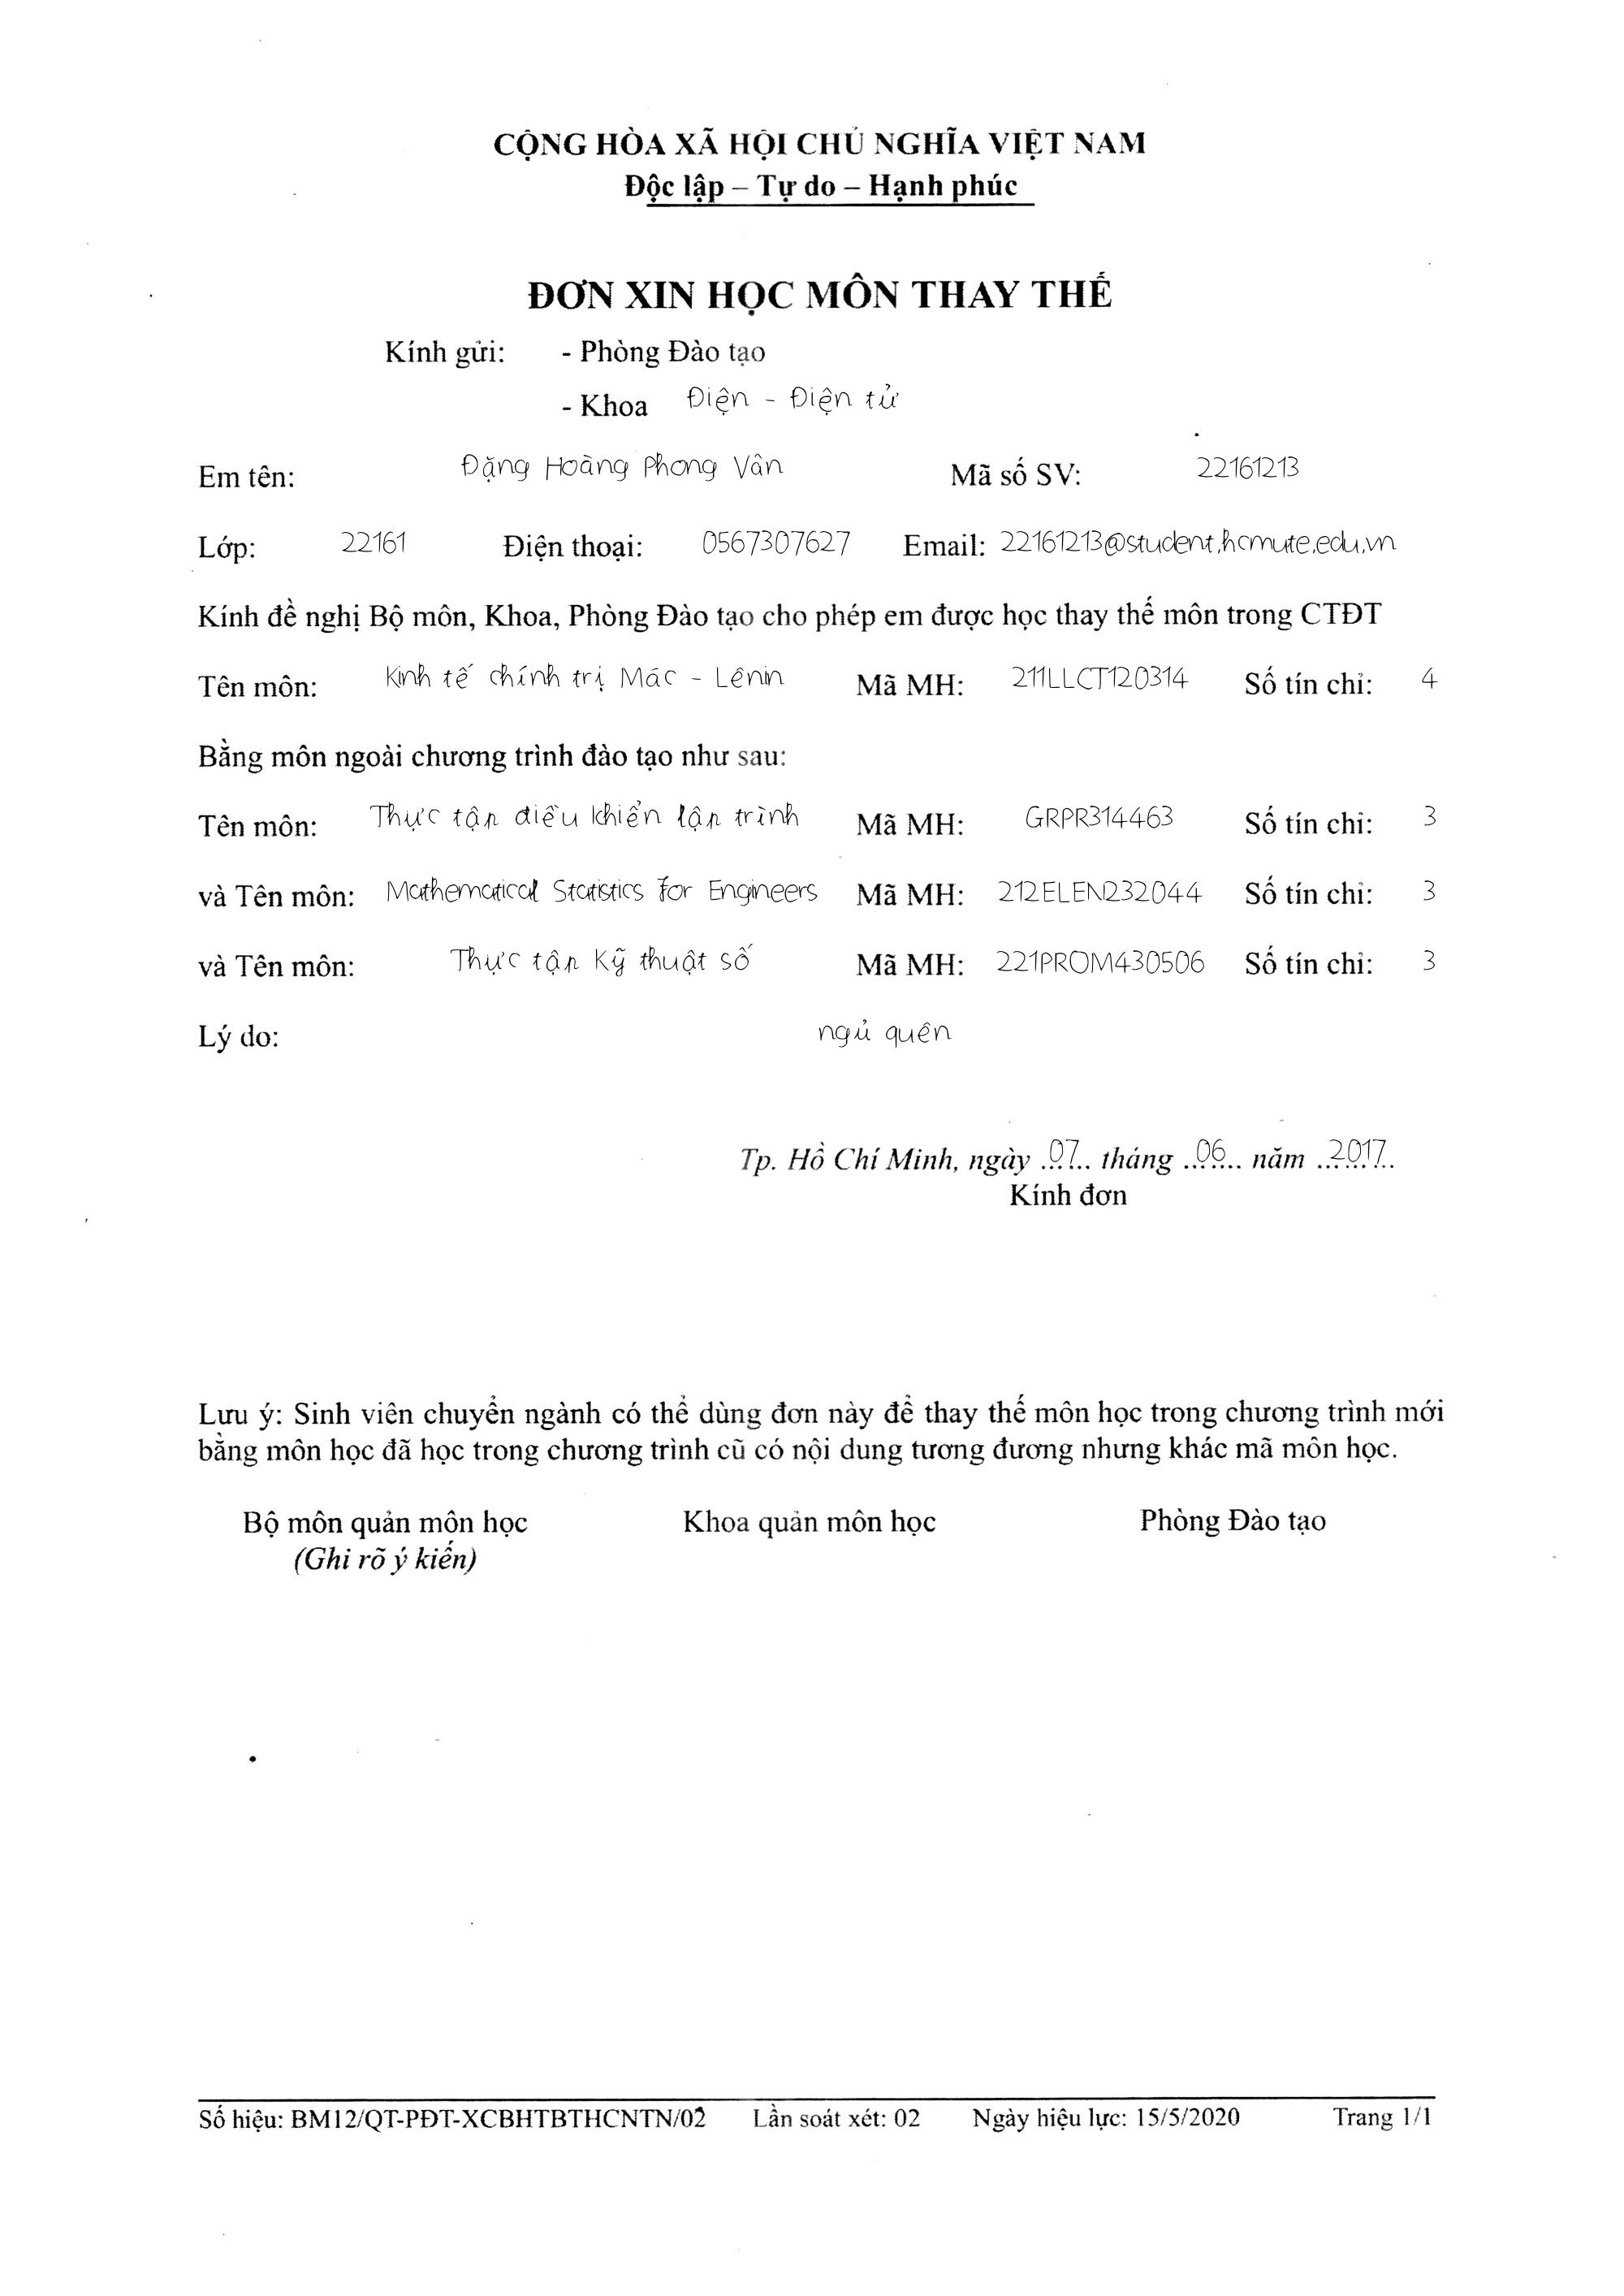 CỘNG HÒA XÃ HỘI CHỦ NGHĨA VIỆT NAM
Độc lập – Tự do – Hạnh phúc
ĐƠN XIN HỌC MÔN THAY THẾ
Kính gửi: - Phòng Đào tạo
- Khoa Điện - Điện tử
Em tên: Đặng Hoàng Phong Vân Mã số SV: 22161213
Lớp: 22161 Điện thoại: 0567307627 Email: 22161213@student.hcmute.edu.vn
Kính đề nghị Bộ môn, Khoa, Phòng Đào tạo cho phép em được học thay thế môn trong CTĐT
Tên môn: Kinh tế chính trị Mác - Lênin Mã MH: 211LLCT120314 Số tín chỉ: 4
Bằng môn ngoài chương trình đào tạo như sau:
Tên môn: Thực tập điều khiển lập trình Mã MH: GRPR314463 Số tín chỉ: 3
và Tên môn: Mathematical Statistics for Engineers Mã MH: 212ELEN232044 Số tín chỉ: 3
và Tên môn: Thực tập Kỹ thuật số Mã MH: 221PROM430506 Số tín chỉ: 3
Lý do: ngủ quên
Tp. Hồ Chí Minh, ngày 07 tháng 06 năm 2017
Kính đơn
Lưu ý: Sinh viên chuyển ngành có thể dùng đơn này để thay thế môn học trong chương trình mới
bằng môn học đã học trong chương trình cũ có nội dung tương đương nhưng khác mã môn học.
Bộ môn quản môn học Khoa quản môn học Phòng Đào tạo
(Ghi rõ ý kiến)
Số hiệu: BM12/QT-PĐT-XCBHTBTHCNTN/02 Lần soát xét: 02 Ngày hiệu lực: 15/5/2020 Trang 1/1